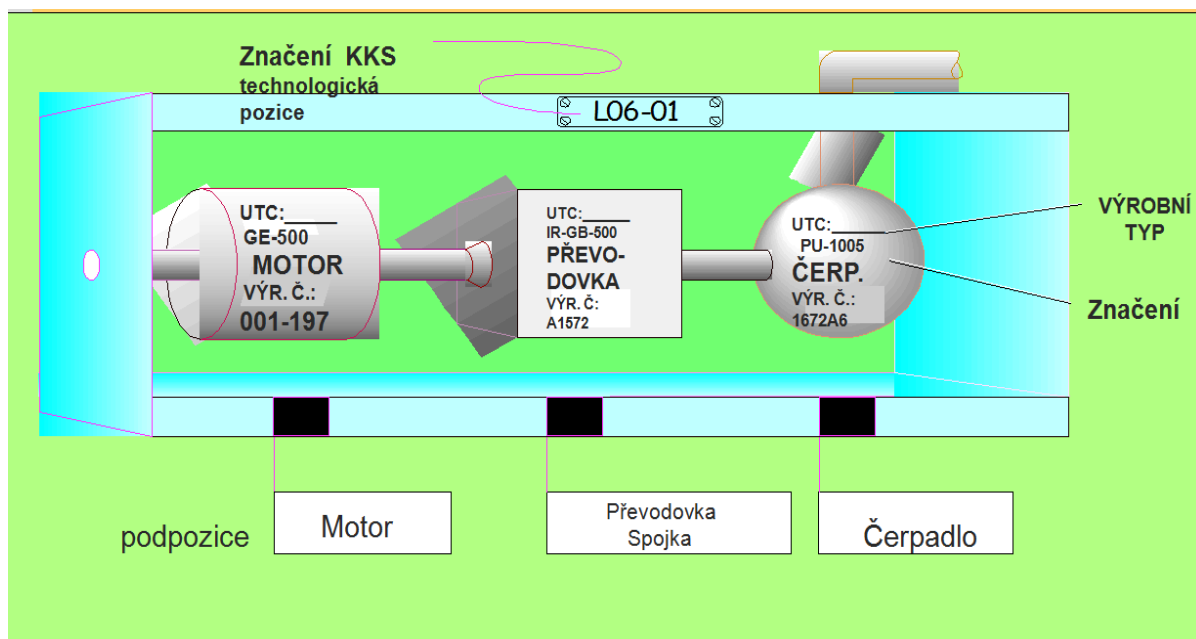 Značení KKS
technologická
pozice
L06-01
UTC:_____
GE-500
MOTOR
VÝR. Č.:
001-197
UTC:_____
IR-GB-500
PŘEVO-
DOVKA
VÝR. Č:
A1572
UTC:_____
PU-1005
ČERP.
VÝR. Č.:
1672A6
VÝROBNÍ
TYP
Značení
podpozice
Motor
Převodovka
Spojka
Čerpadlo